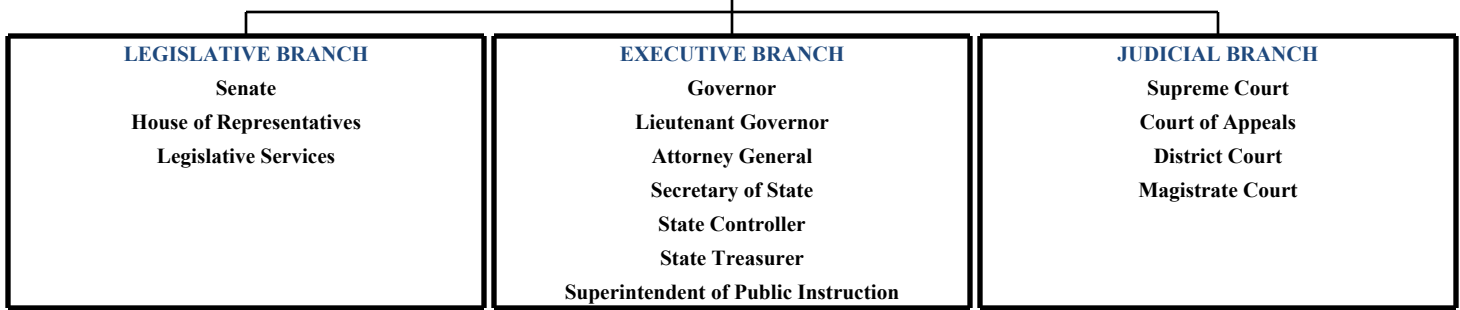 LEGISLATIVE BRANCH
Senate
House of Representatives
Legislative Services
EXECUTIVE BRANCH
Governor
Lieutenant Governor
Attorney General
Secretary of State
State Controller
State Treasurer
Superintendent of Public Instruction
JUDICIAL BRANCH
Supreme Court
Court of Appeals
District Court
Magistrate Court